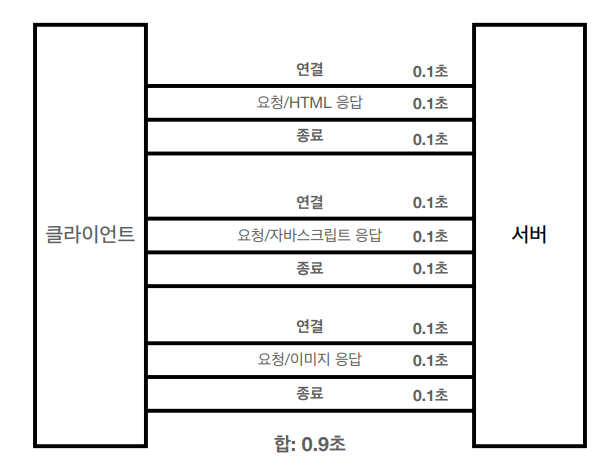 연결 0.1초
요청/HTML 응답 0.1초
종료 0.1초
연결 0.1초
클라이언트
요청/자바스크립트 응답 0.1초
서버
종료 0.1초
연결 0.1초
요청/이미지 응답 0.1초
종료 0.1초
합: 0.9초